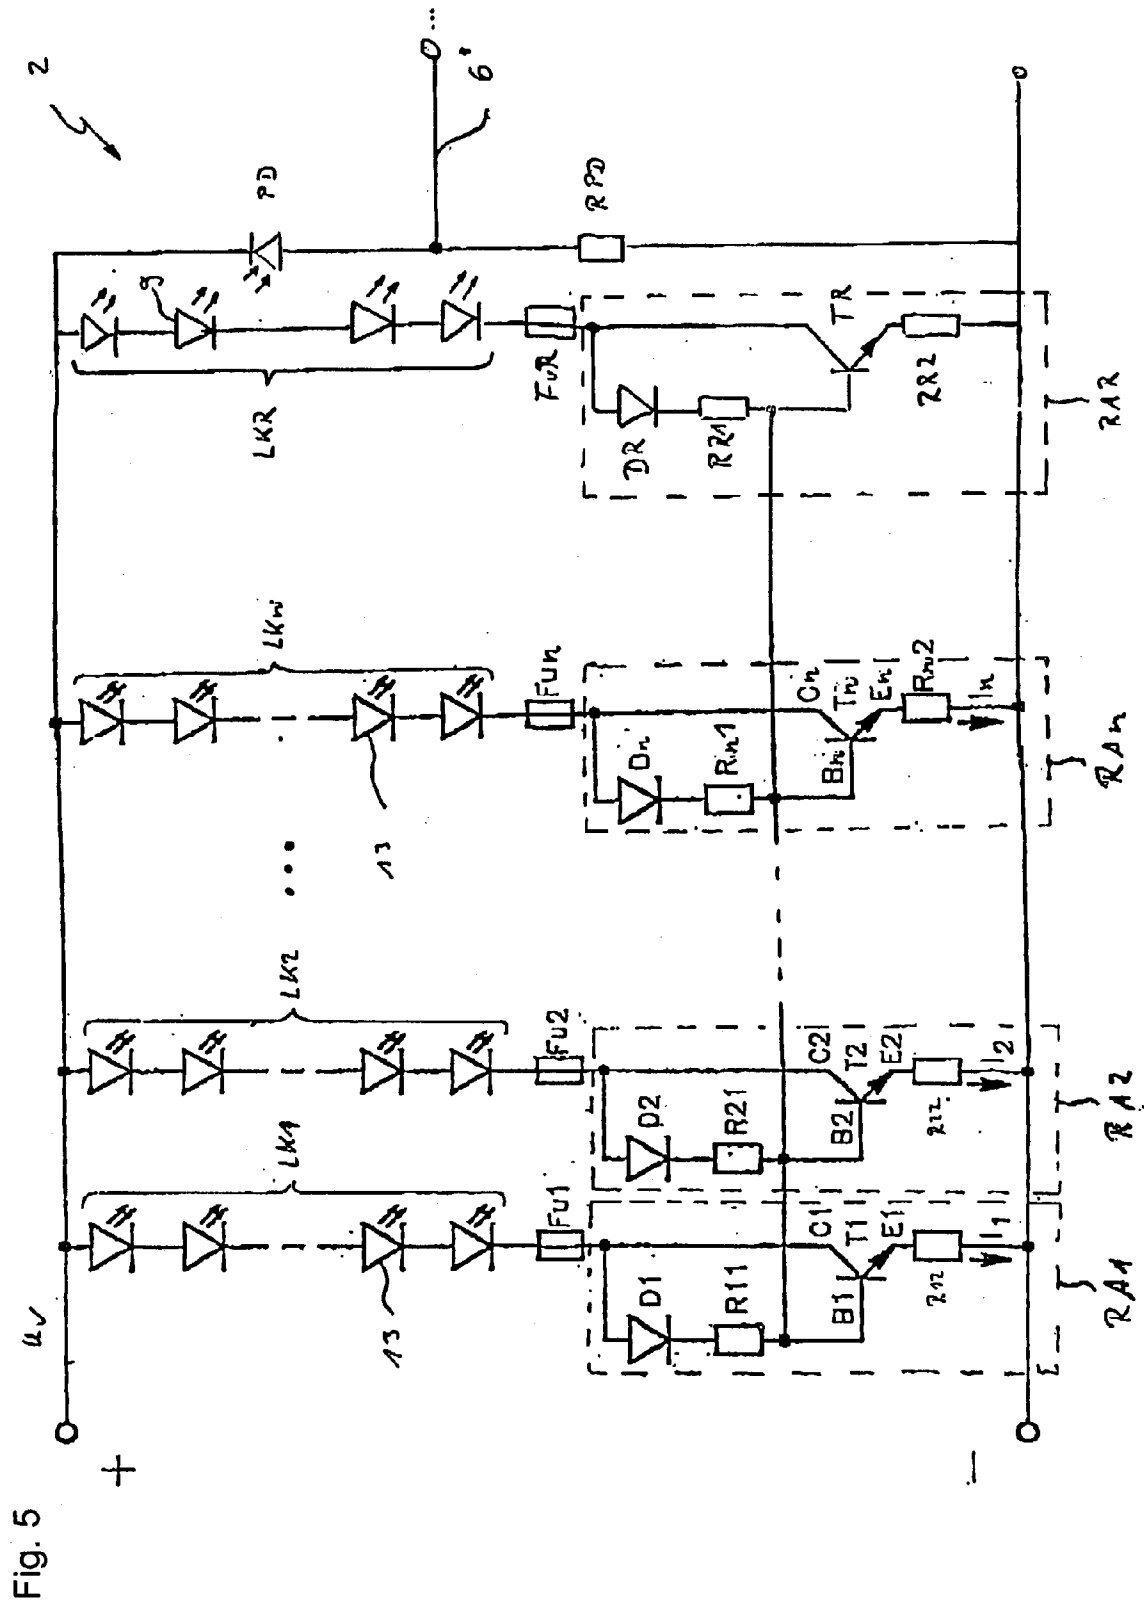 Fig. 5
2
+
uv
LK1
LK2
LKn
LKR
9
PD
6'
13
13
...
Fu1
Fu2
Fun
FuR
RPD
D1
D2
Dn
DR
R11
R21
Rn1
RR1
C1
C2
Cn
T1
T2
Tn
TR
B1
B2
Bn
E1
E2
En
R12
R22
Rn2
RR2
I1
I2
In
−
RA1
RA2
RAn
RAR